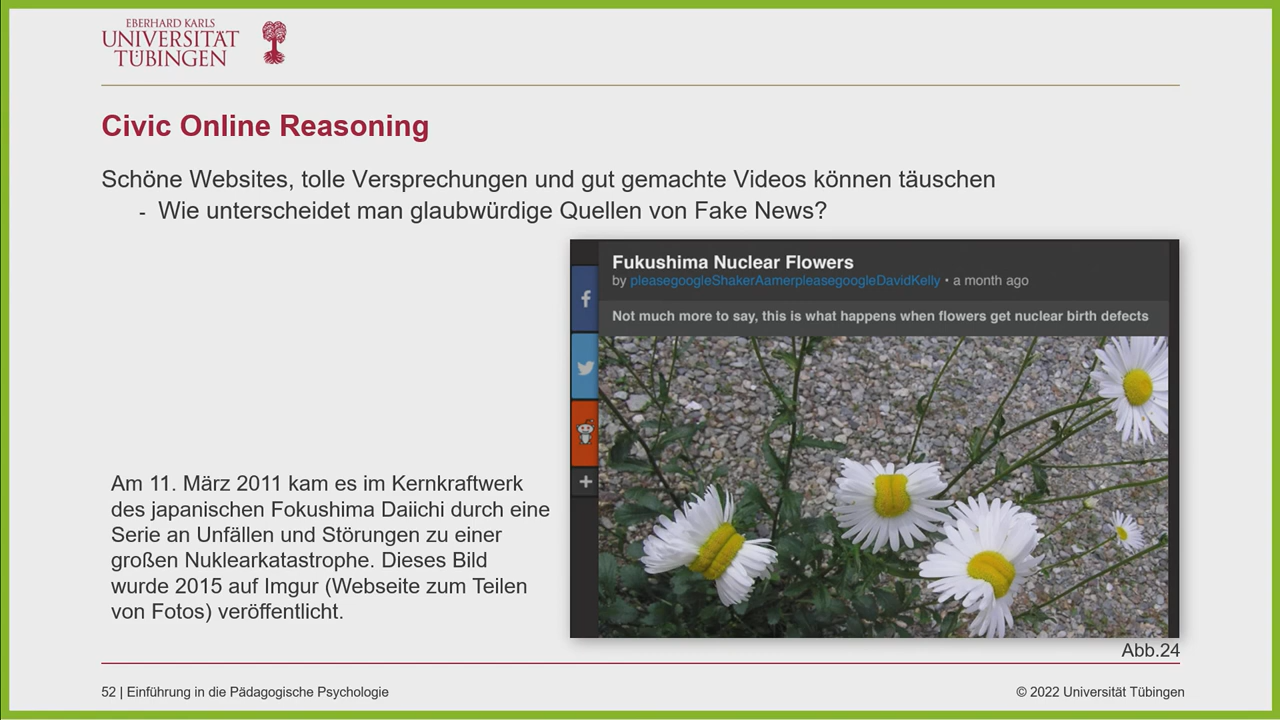 EBERHARD KARLS
UNIVERSITÄT
TÜBINGEN
Civic Online Reasoning
Schöne Websites, tolle Versprechungen und gut gemachte Videos können täuschen
- Wie unterscheidet man glaubwürdige Quellen von Fake News?
Fukushima Nuclear Flowers
by pleasegoogleShakerAamerpleasegoogleDavidKelly • a month ago
Not much more to say, this is what happens when flowers get nuclear birth defects
Am 11. März 2011 kam es im Kernkraftwerk
des japanischen Fokushima Daiichi durch eine
Serie an Unfällen und Störungen zu einer
großen Nuklearkatastrophe. Dieses Bild
wurde 2015 auf Imgur (Webseite zum Teilen
von Fotos) veröffentlicht.
Abb.24
52 | Einführung in die Pädagogische Psychologie
© 2022 Universität Tübingen